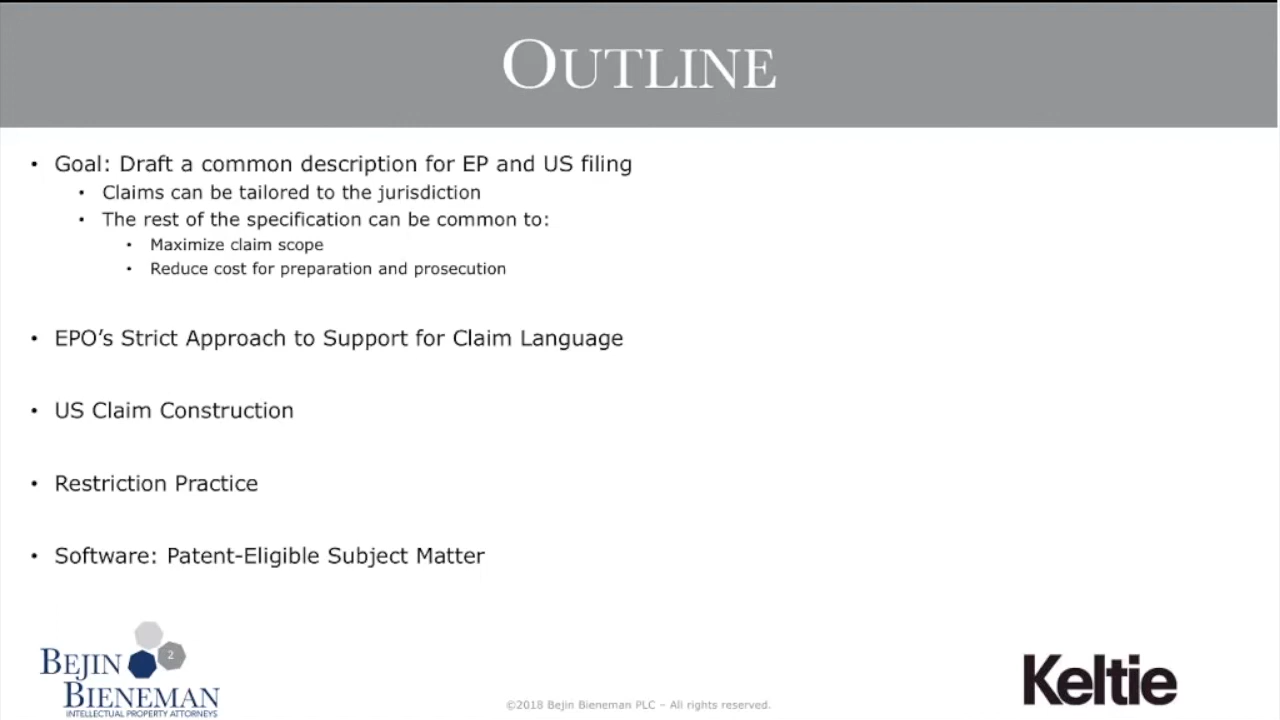 OUTLINE
• Goal: Draft a common description for EP and US filing
• Claims can be tailored to the jurisdiction
• The rest of the specification can be common to:
• Maximize claim scope
• Reduce cost for preparation and prosecution
• EPO’s Strict Approach to Support for Claim Language
• US Claim Construction
• Restriction Practice
• Software: Patent-Eligible Subject Matter
2
BEJIN
BIENEMAN
INTELLECTUAL PROPERTY ATTORNEYS
©2018 Bejin Bieneman PLC – All rights reserved.
Keltie